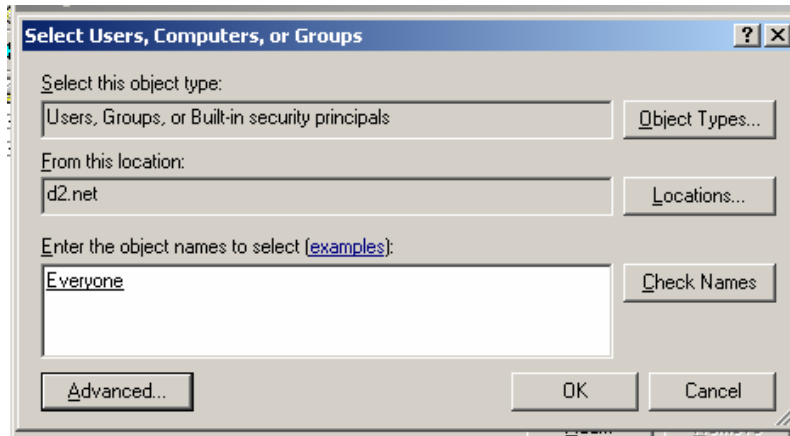 Select Users, Computers, or Groups
Select this object type:
Users, Groups, or Built-in security principals
Object Types...
From this location:
d2.net
Locations...
Enter the object names to select (examples):
Everyone
Check Names
Advanced...
OK
Cancel